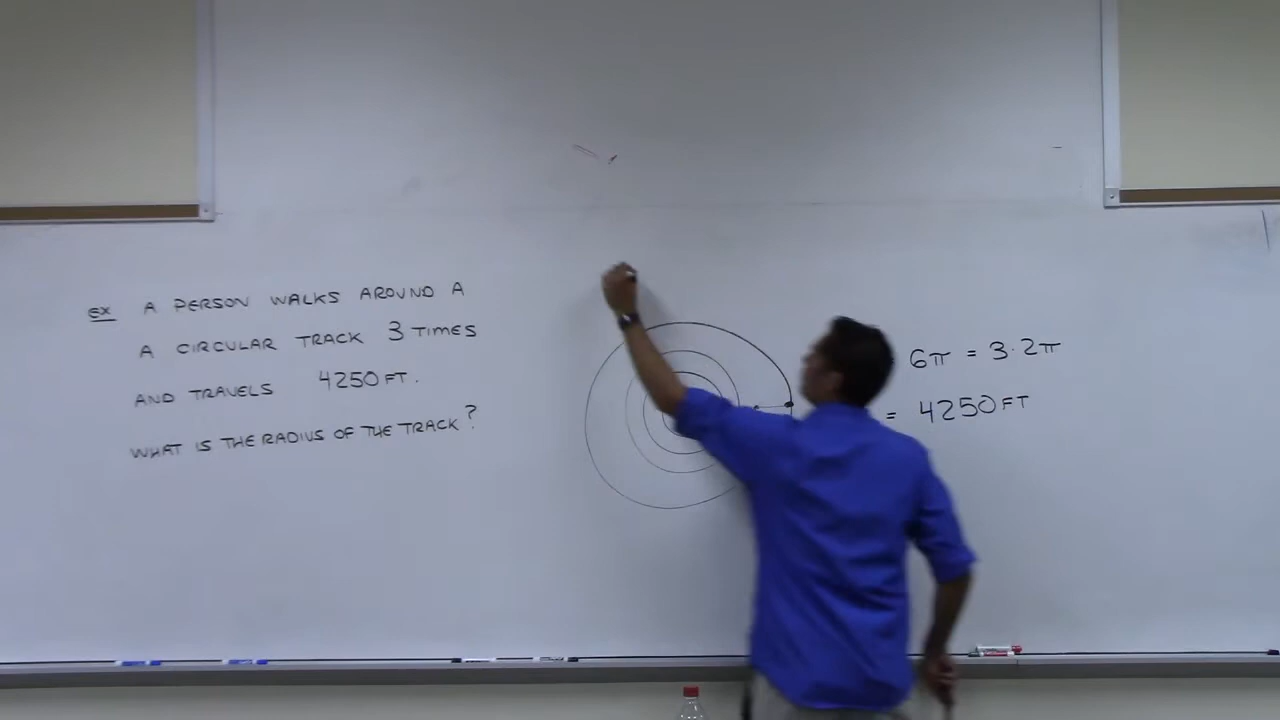 ex A PERSON WALKS AROUND A
A CIRCULAR TRACK 3 TIMES
AND TRAVELS 4250 FT.
WHAT IS THE RADIUS OF THE TRACK?
6π = 3·2π
= 4250 FT